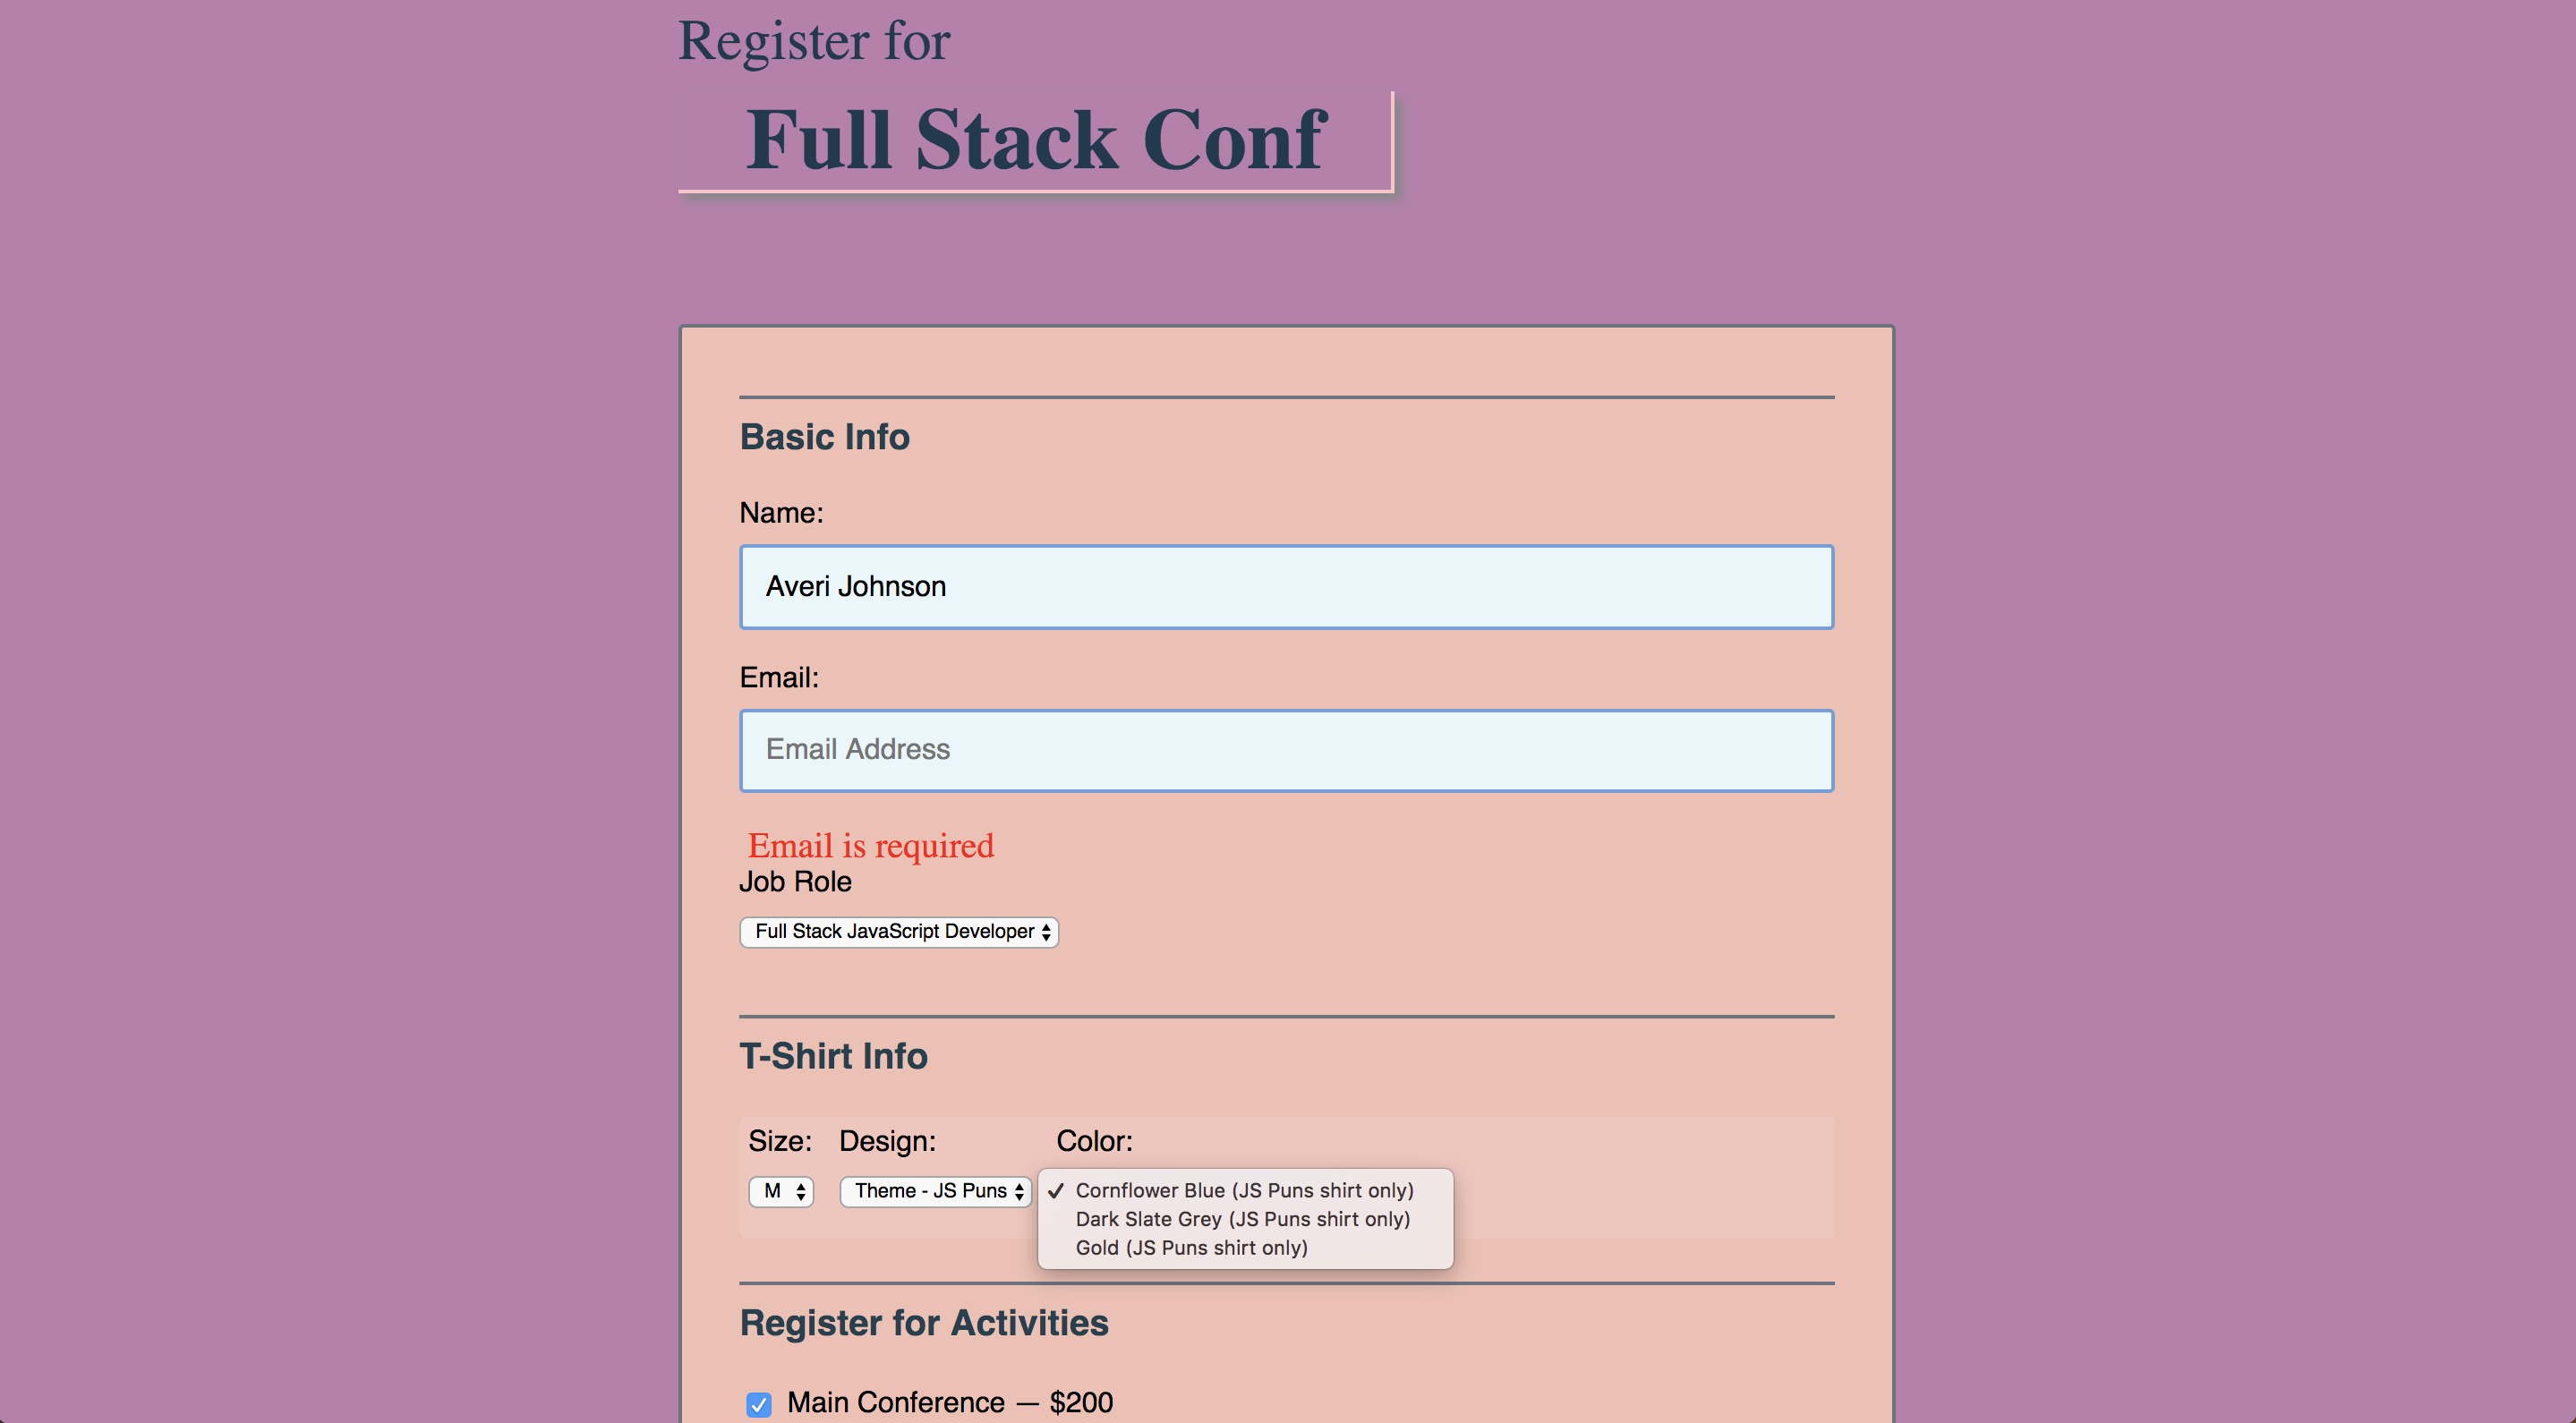 Register for
Full Stack Conf
Basic Info
Name:
Averi Johnson
Email:
Email Address
Email is required
Job Role
Full Stack JavaScript Developer
T-Shirt Info
Size: Design: Color:
M Theme - JS Puns ✓ Cornflower Blue (JS Puns shirt only)
Dark Slate Grey (JS Puns shirt only)
Gold (JS Puns shirt only)
Register for Activities
Main Conference — $200